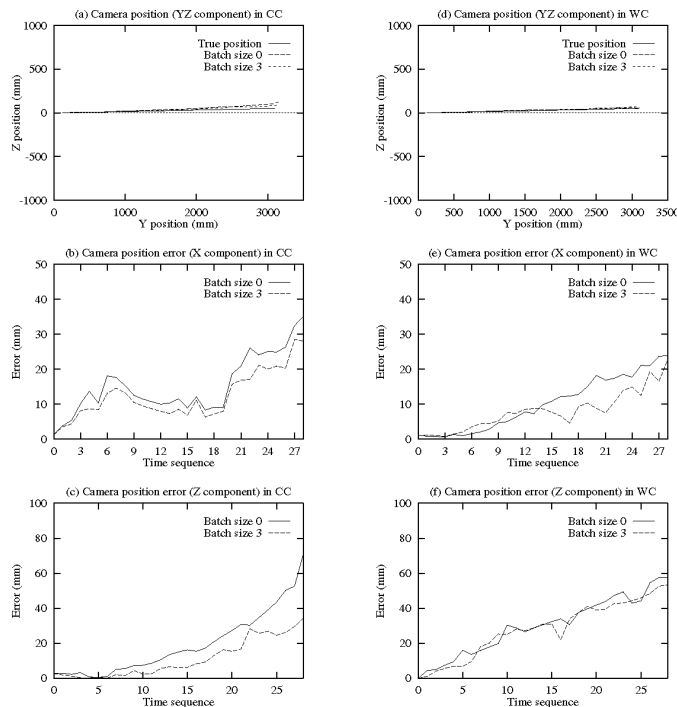 (a) Camera position (YZ component) in CC
1000
500
0
-500
-1000
Z position (mm)
True position
Batch size 0
Batch size 3
0 1000 2000 3000
Y position (mm)
(d) Camera position (YZ component) in WC
1000
500
0
-500
-1000
Z position (mm)
True position
Batch size 0
Batch size 3
0 500 1000 1500 2000 2500 3000 3500
Y position (mm)
(b) Camera position error (X component) in CC
50
40
30
20
10
0
Error (mm)
Batch size 0
Batch size 3
0 3 6 9 12 15 18 21 24 27
Time sequence
(e) Camera position error (X component) in WC
50
40
30
20
10
0
Error (mm)
Batch size 0
Batch size 3
0 3 6 9 12 15 18 21 24 27
Time sequence
(c) Camera position error (Z component) in CC
100
80
60
40
20
0
Error (mm)
Batch size 0
Batch size 3
0 5 10 15 20 25
Time sequence
(f) Camera position error (Z component) in WC
100
80
60
40
20
0
Error (mm)
Batch size 0
Batch size 3
0 5 10 15 20 25
Time sequence